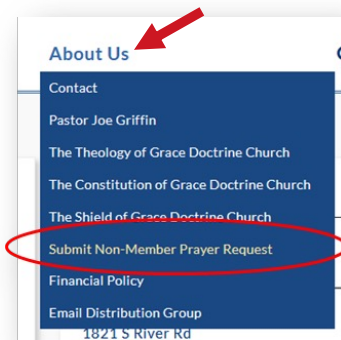 About Us
Contact
Pastor Joe Griffin
The Theology of Grace Doctrine Church
The Constitution of Grace Doctrine Church
The Shield of Grace Doctrine Church
Submit Non-Member Prayer Request
Financial Policy
Email Distribution Group
1821 S River Rd